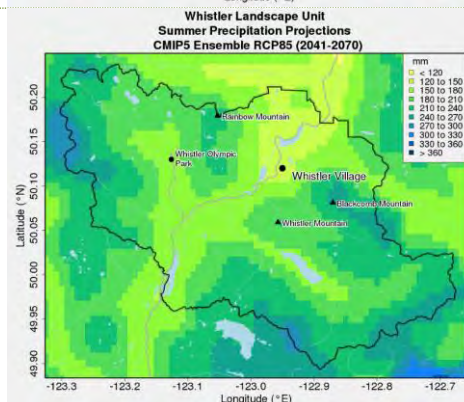 Longitude (°E)
Whistler Landscape Unit
Summer Precipitation Projections
CMIP5 Ensemble RCP85 (2041-2070)
mm
< 120
120 to 150
150 to 180
180 to 210
210 to 240
240 to 270
270 to 300
300 to 330
330 to 360
> 360
Rainbow Mountain
Whistler Olympic
Park
Whistler Village
Blackcomb Mountain
Whistler Mountain
Latitude (°N)
50.20
50.15
50.10
50.05
50.00
49.95
49.90
-123.3
-123.2
-123.1
-123.0
-122.9
-122.8
-122.7
Longitude (°E)